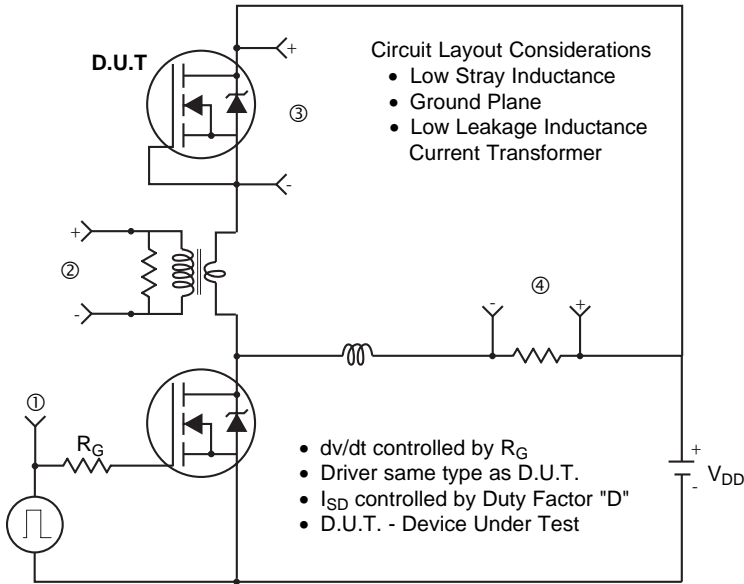 D.U.T
+
③
-
Circuit Layout Considerations
• Low Stray Inductance
• Ground Plane
• Low Leakage Inductance
Current Transformer
+
②
-
-
④
+
①
R_G
• dv/dt controlled by R_G
• Driver same type as D.U.T.
• I_SD controlled by Duty Factor "D"
• D.U.T. - Device Under Test
+
-
V_DD